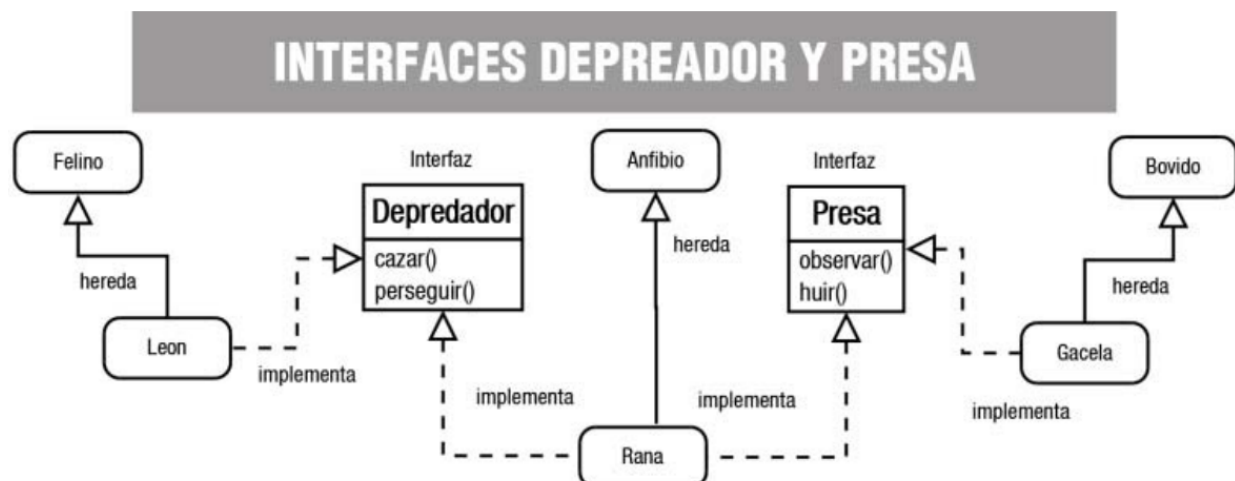 INTERFACES DEPREADOR Y PRESA
Felino
Interfaz
Anfibio
Interfaz
Bovido
Depredador
cazar()
perseguir()
Presa
observar()
huir()
hereda
hereda
hereda
Leon
implementa
Gacela
implementa
implementa
implementa
Rana